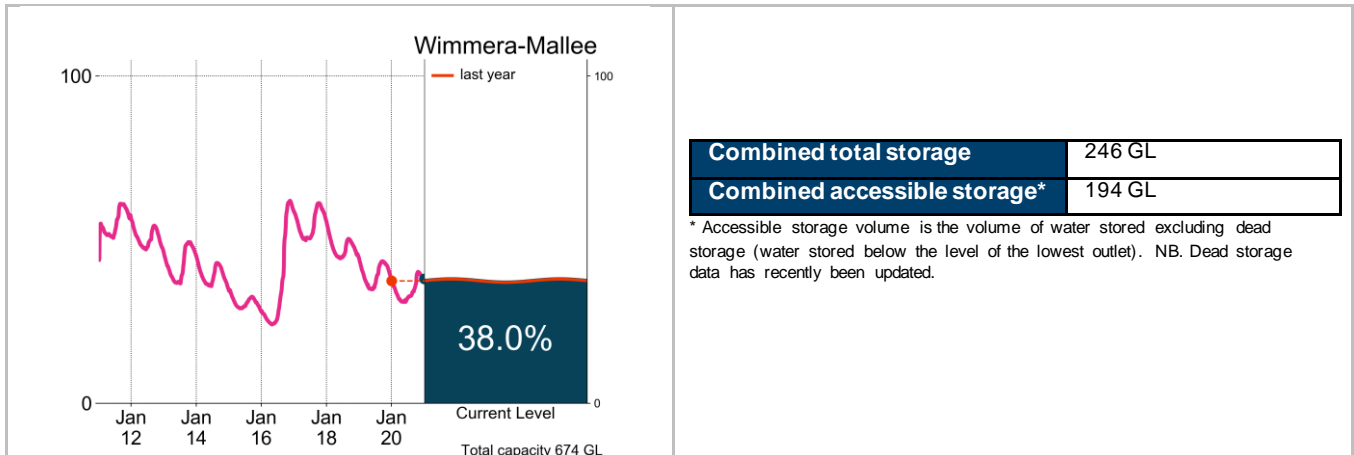 Wimmera-Mallee
last year
100
100
38.0%
0
0
Jan Jan Jan Jan Jan
12 14 16 18 20
Current Level
Total capacity 674 GL
Combined total storage 246 GL
Combined accessible storage* 194 GL
* Accessible storage volume is the volume of water stored excluding dead
storage (water stored below the level of the lowest outlet). NB. Dead storage
data has recently been updated.